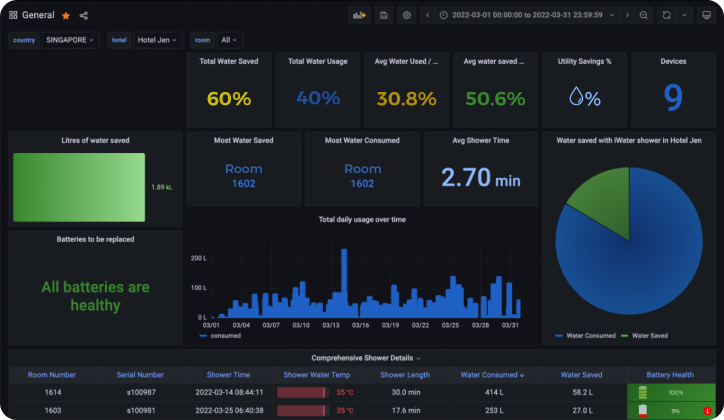 General
2022-03-01 00:00:00 to 2022-03-31 23:59:59
country SINGAPORE hotel Hotel Jen room All
Total Water Saved
60%
Total Water Usage
40%
Avg Water Used / ...
30.8%
Avg water saved ...
50.6%
Utility Savings %
%
Devices
9
Litres of water saved
1.89 kL
Most Water Saved
Room
1602
Most Water Consumed
Room
1602
Avg Shower Time
2.70 min
Water saved with iWater shower in Hotel Jen
Water Consumed Water Saved
Batteries to be replaced
All batteries are
healthy
Total daily usage over time
200 L
100 L
0 L
03/01 03/04 03/07 03/10 03/13 03/16 03/19 03/22 03/25 03/28 03/31
consumed
Comprehensive Shower Details
Room Number Serial Number Shower Time Shower Water Temp Shower Length Water Consumed ↓ Water Saved Battery Health
1614 s100987 2022-03-14 08:44:11 35 °C 30.0 min 414 L 58.2 L 100%
1603 s100981 2022-03-25 06:40:38 35 °C 17.6 min 253 L 27.0 L 9% 1